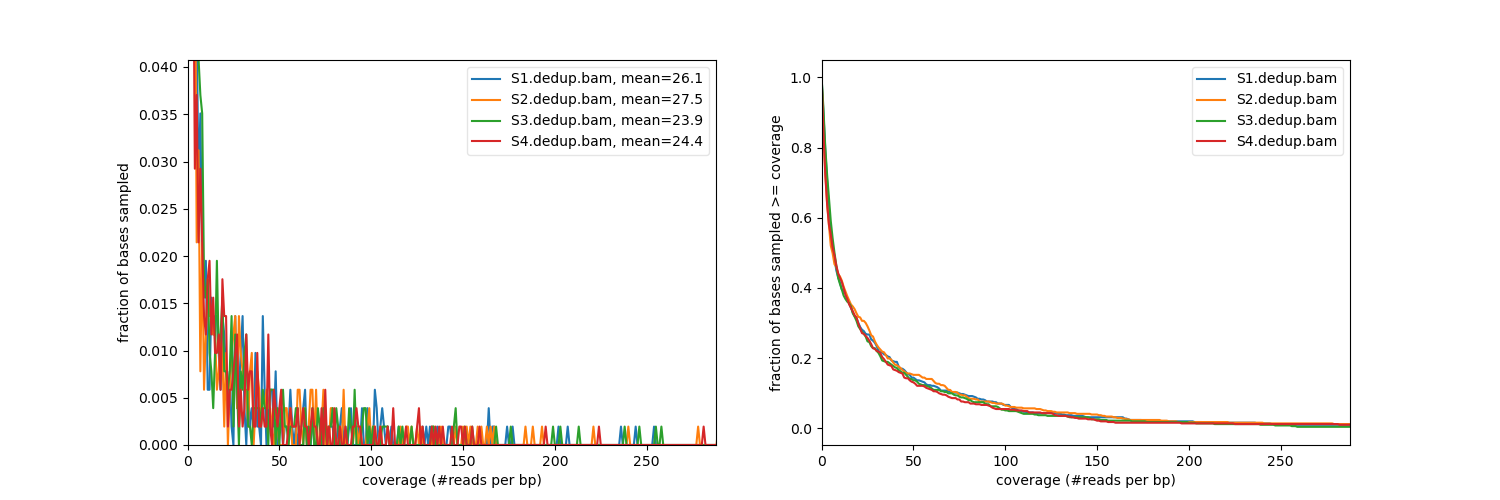 0.040
0.035
0.030
0.025
0.020
0.015
0.010
0.005
0.000
fraction of bases sampled
0
50
100
150
200
250
coverage (#reads per bp)
S1.dedup.bam, mean=26.1
S2.dedup.bam, mean=27.5
S3.dedup.bam, mean=23.9
S4.dedup.bam, mean=24.4
1.0
0.8
0.6
0.4
0.2
0.0
fraction of bases sampled >= coverage
0
50
100
150
200
250
coverage (#reads per bp)
S1.dedup.bam
S2.dedup.bam
S3.dedup.bam
S4.dedup.bam